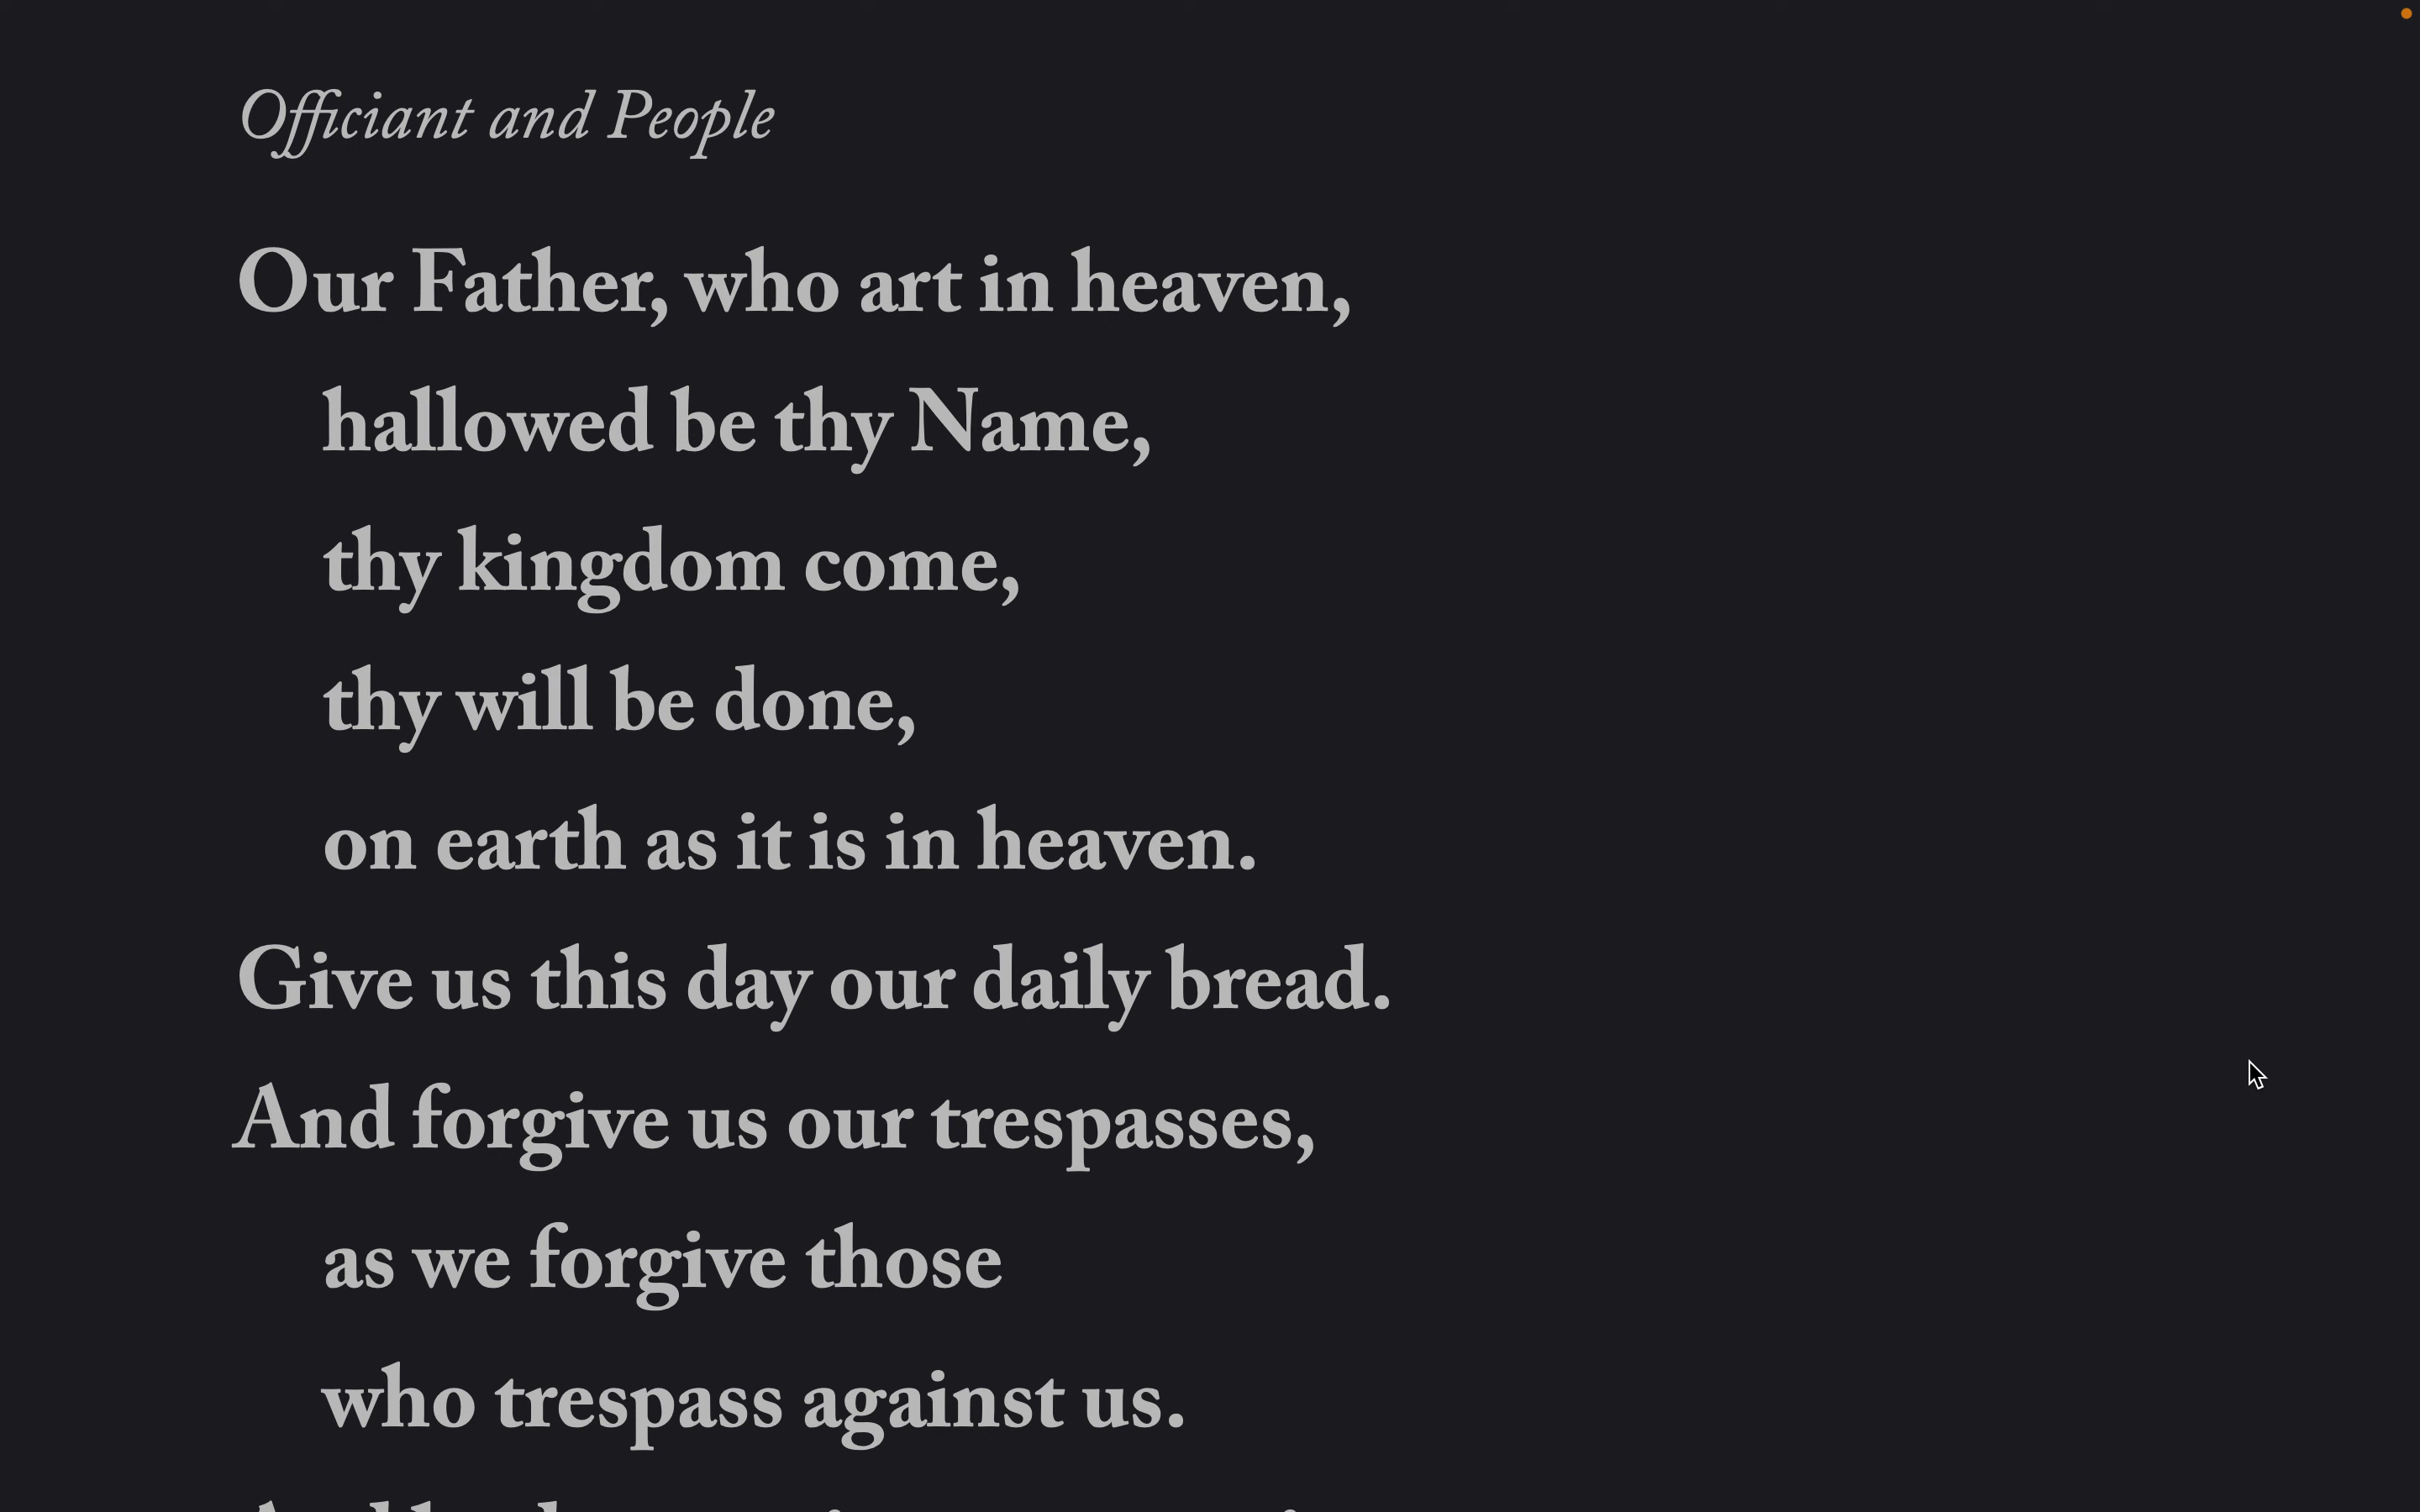 Officiant and People
Our Father, who art in heaven,
hallowed be thy Name,
thy kingdom come,
thy will be done,
on earth as it is in heaven.
Give us this day our daily bread.
And forgive us our trespasses,
as we forgive those
who trespass against us.